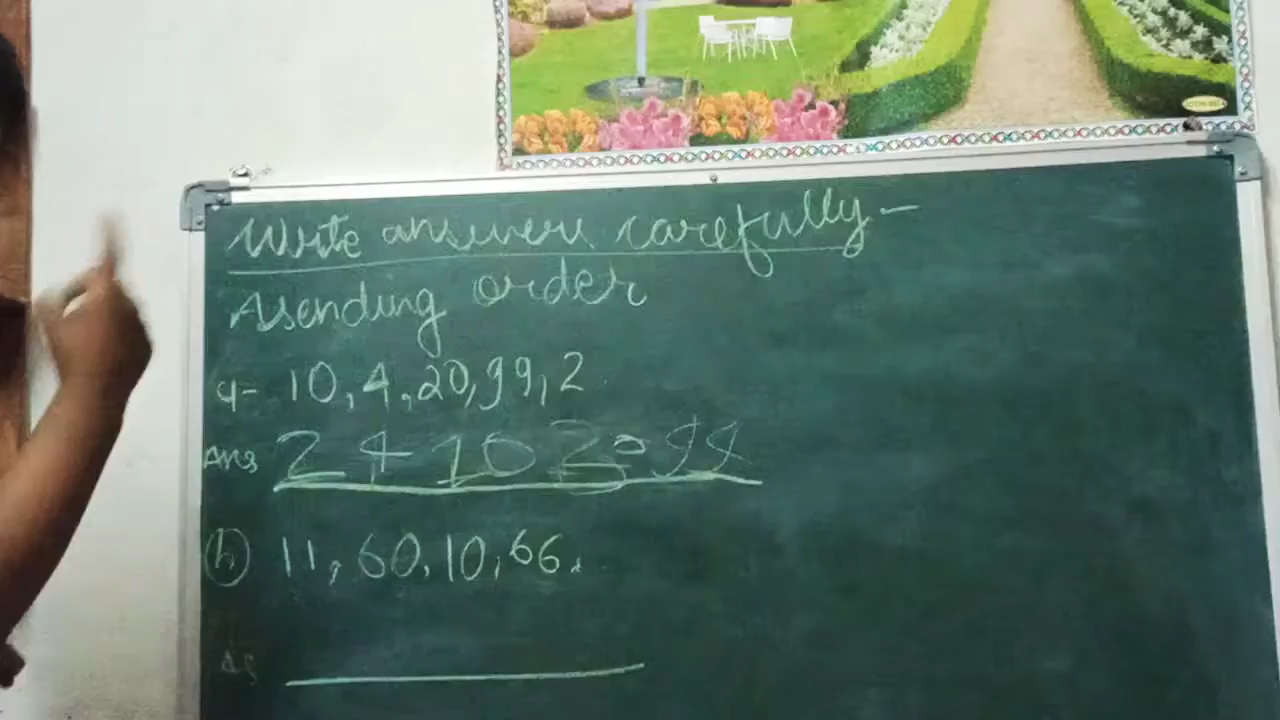 Write answers carefully-
Asending order
a- 10, 4, 20, 99, 2
Ans 2 4 10 20 99
(b) 11, 60, 10, 66.